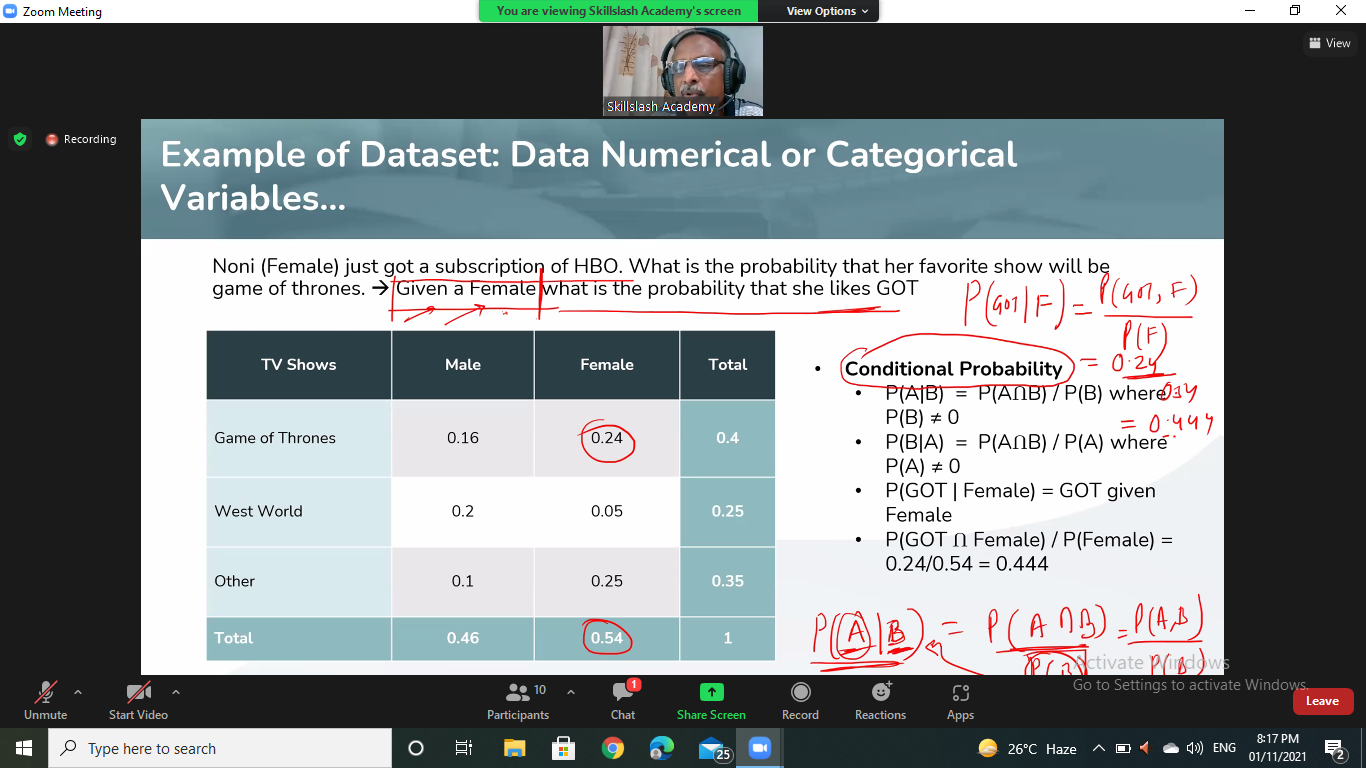 Zoom Meeting
You are viewing Skillslash Academy's screen
View Options
View
Skillslash Academy
Recording
Example of Dataset: Data Numerical or Categorical
Variables...
Noni (Female) just got a subscription of HBO. What is the probability that her favorite show will be
game of thrones. → Given a Female what is the probability that she likes GOT
P(GOT|F) = P(GOT, F)
P(F)
= 0.24
0.54
= 0.444
TV Shows Male Female Total
Game of Thrones 0.16 0.24 0.4
West World 0.2 0.05 0.25
Other 0.1 0.25 0.35
Total 0.46 0.54 1
• Conditional Probability
• P(A|B) = P(A∩B) / P(B) where
P(B) ≠ 0
• P(B|A) = P(A∩B) / P(A) where
P(A) ≠ 0
• P(GOT | Female) = GOT given
Female
• P(GOT ∩ Female) / P(Female) =
0.24/0.54 = 0.444
P(A|B) = P(A∩B) = P(A,B)
P(B) P(B)
Activate Windows
Go to Settings to activate Windows.
Unmute
Start Video
10
Participants
1
Chat
Share Screen
Record
Reactions
Apps
Leave
Type here to search
25
26°C Haze
ENG
8:17 PM
01/11/2021
2